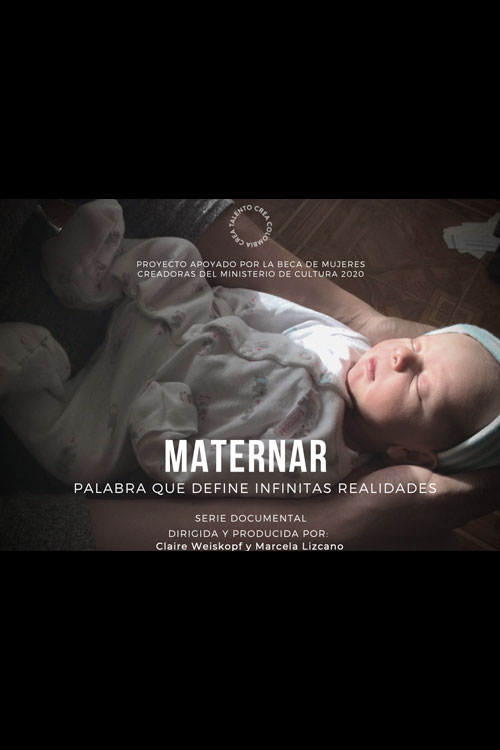 CREA TALENTO CREA COLOMBIA
PROYECTO APOYADO POR LA BECA DE MUJERES
CREADORAS DEL MINISTERIO DE CULTURA 2020
MATERNAR
PALABRA QUE DEFINE INFINITAS REALIDADES
SERIE DOCUMENTAL
DIRIGIDA Y PRODUCIDA POR:
Claire Weiskopf y Marcela Lizcano